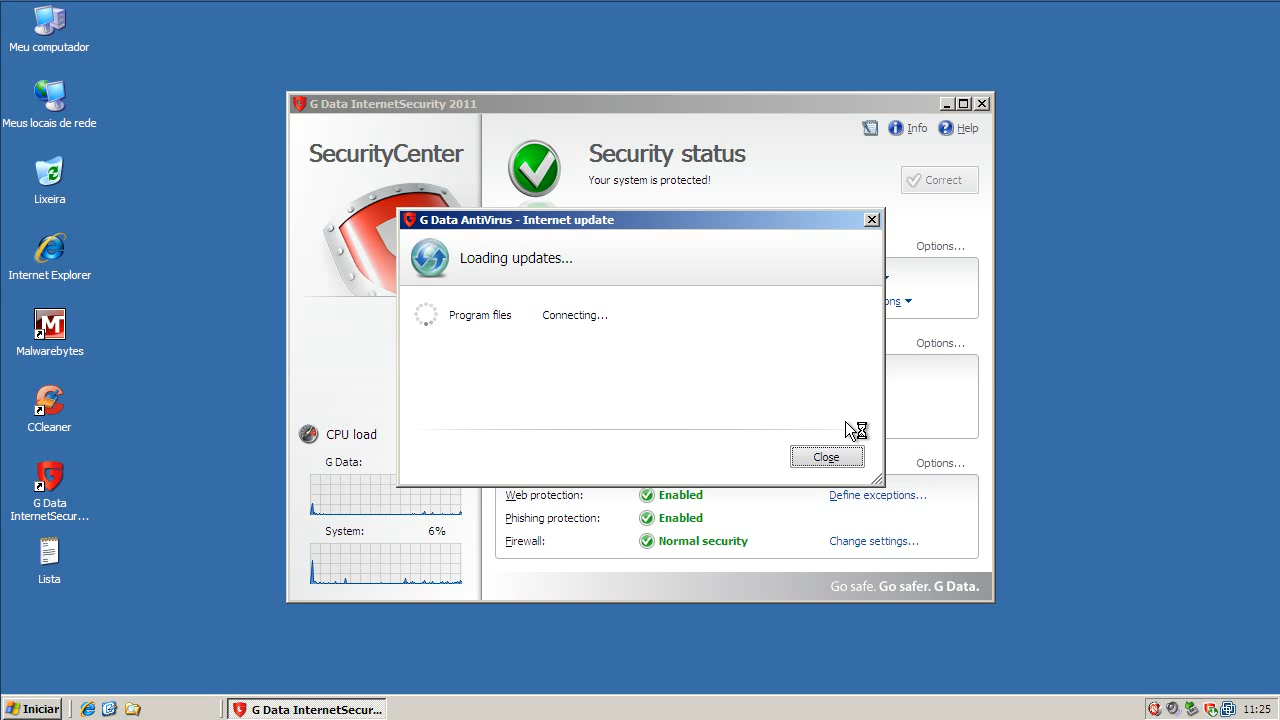 Meu computador
Meus locais de rede
Lixeira
Internet Explorer
Malwarebytes
CCleaner
G Data
InternetSecur...
Lista
G Data InternetSecurity 2011
SecurityCenter
Security status
Your system is protected!
Info
Help
Correct
Options...
G Data AntiVirus - Internet update
Loading updates...
Program files
Connecting...
Close
ons
Options...
Options...
CPU load
G Data:
System:
6%
Web protection:
Enabled
Define exceptions...
Phishing protection:
Enabled
Firewall:
Normal security
Change settings...
Go safe. Go safer. G Data.
Iniciar
G Data InternetSecur...
11:25